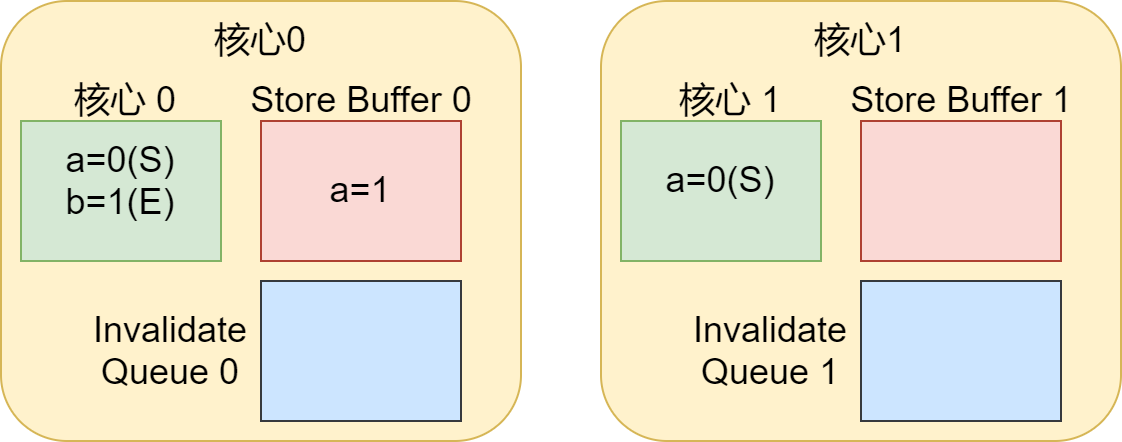 核心0
核心 0
Store Buffer 0
a=0(S)
b=1(E)
a=1
Invalidate
Queue 0
核心1
核心 1
Store Buffer 1
a=0(S)
Invalidate
Queue 1